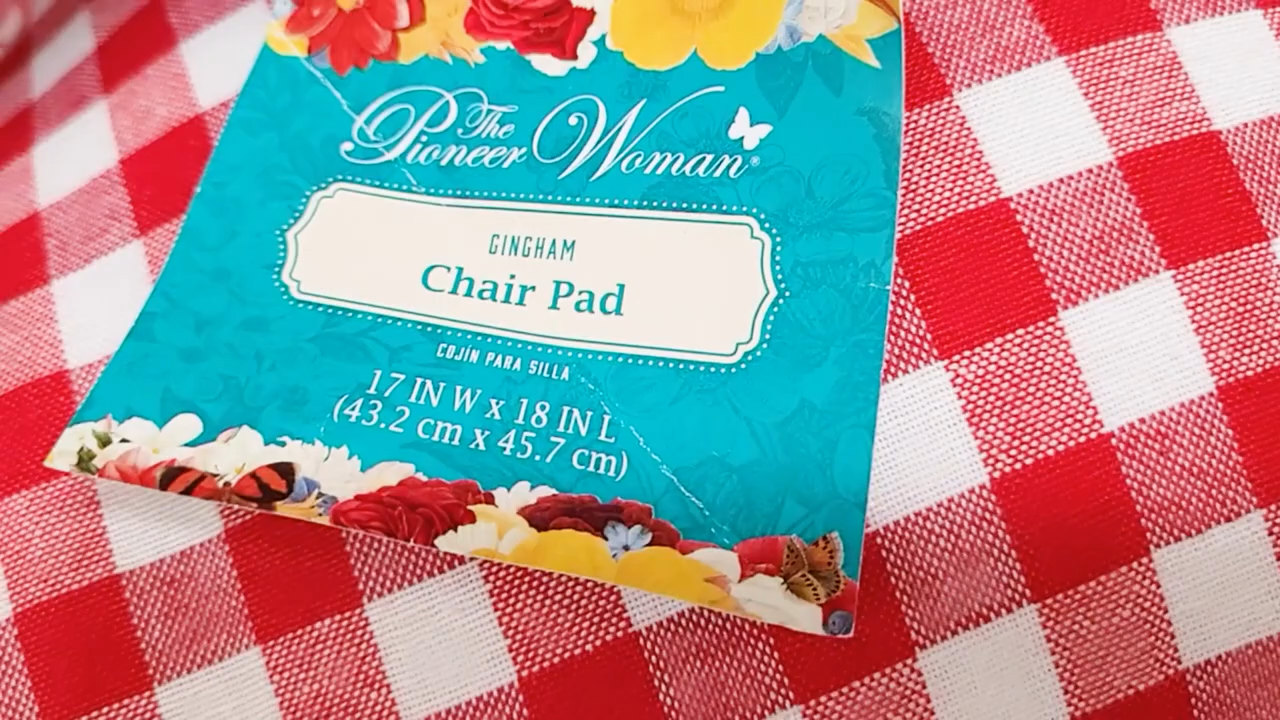 The
Pioneer Woman®
GINGHAM
Chair Pad
COJÍN PARA SILLA
17 IN W x 18 IN L
(43.2 cm x 45.7 cm)